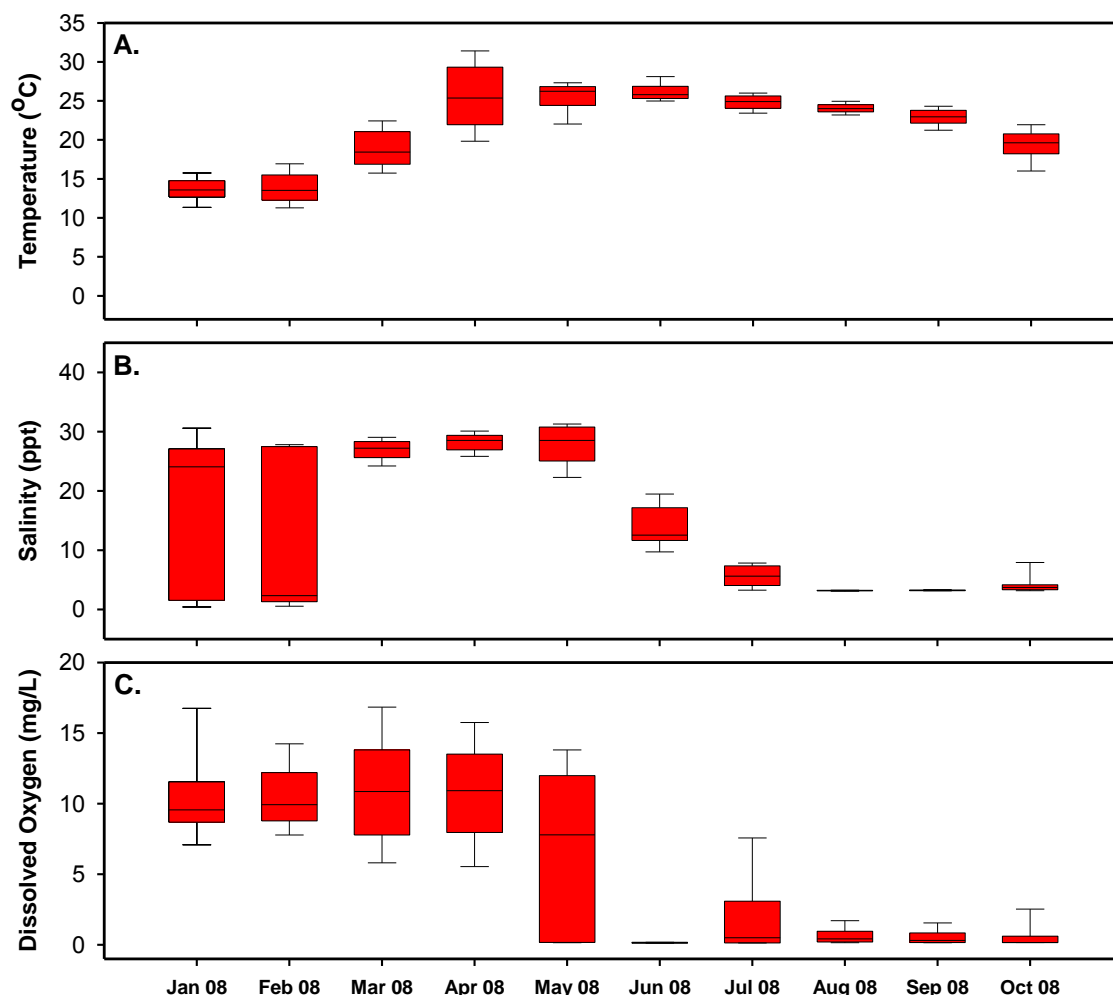 A.
Temperature (°C)
35
30
25
20
15
10
5
0
B.
Salinity (ppt)
40
30
20
10
0
C.
Dissolved Oxygen (mg/L)
20
15
10
5
0
Jan 08 Feb 08 Mar 08 Apr 08 May 08 Jun 08 Jul 08 Aug 08 Sep 08 Oct 08